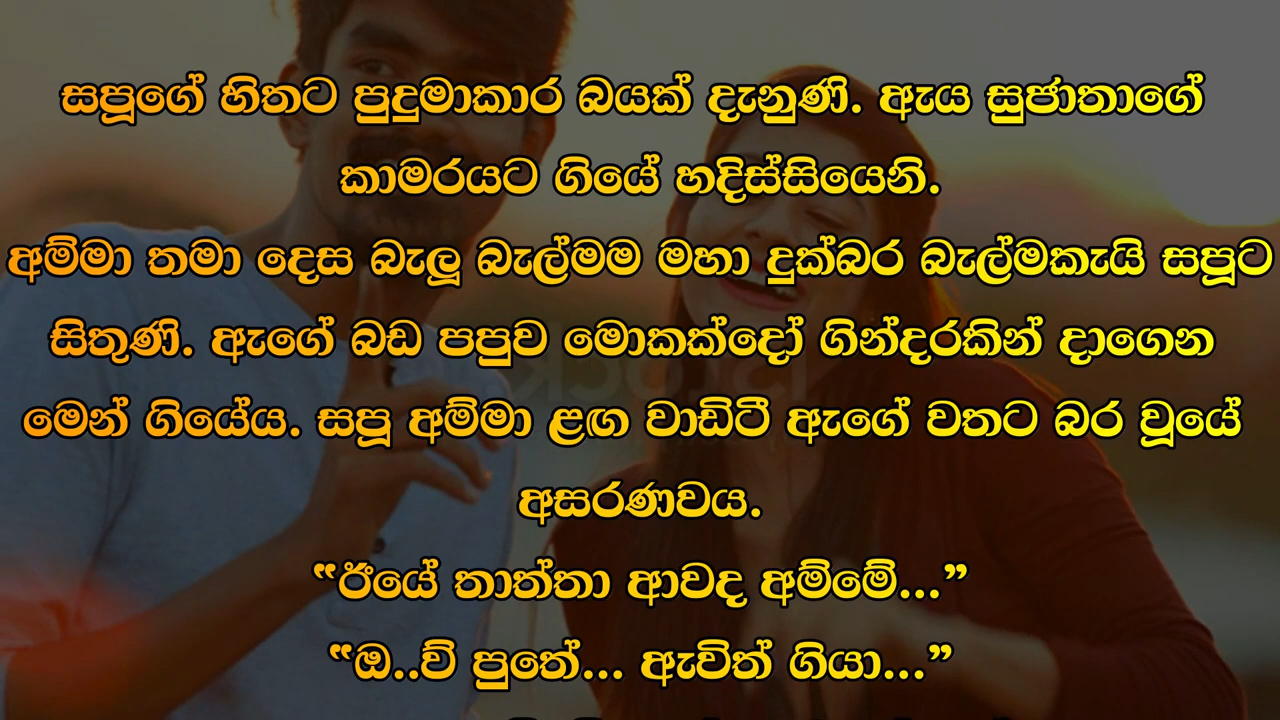 සපූගේ හිතට පුදුමාකාර බයක් දැනුණි. ඇය සුජාතාගේ
කාමරයට ගියේ හදිස්සියෙනි.
අම්මා තමා දෙස බැලූ බැල්මම මහා දුක්බර බැල්මකැයි සපූට
සිතුණි. ඇගේ බඩ පපුව මොකක්දෝ ගින්දරකින් දාගෙන
මෙන් ගියේය. සපූ අම්මා ළඟ වාඩිටී ඇගේ වතට බර වූයේ
අසරණවය.
“ඊයේ තාත්තා ආවද අම්මේ...”
“ඔ..ව් පුතේ... ඇවිත් ගියා...”